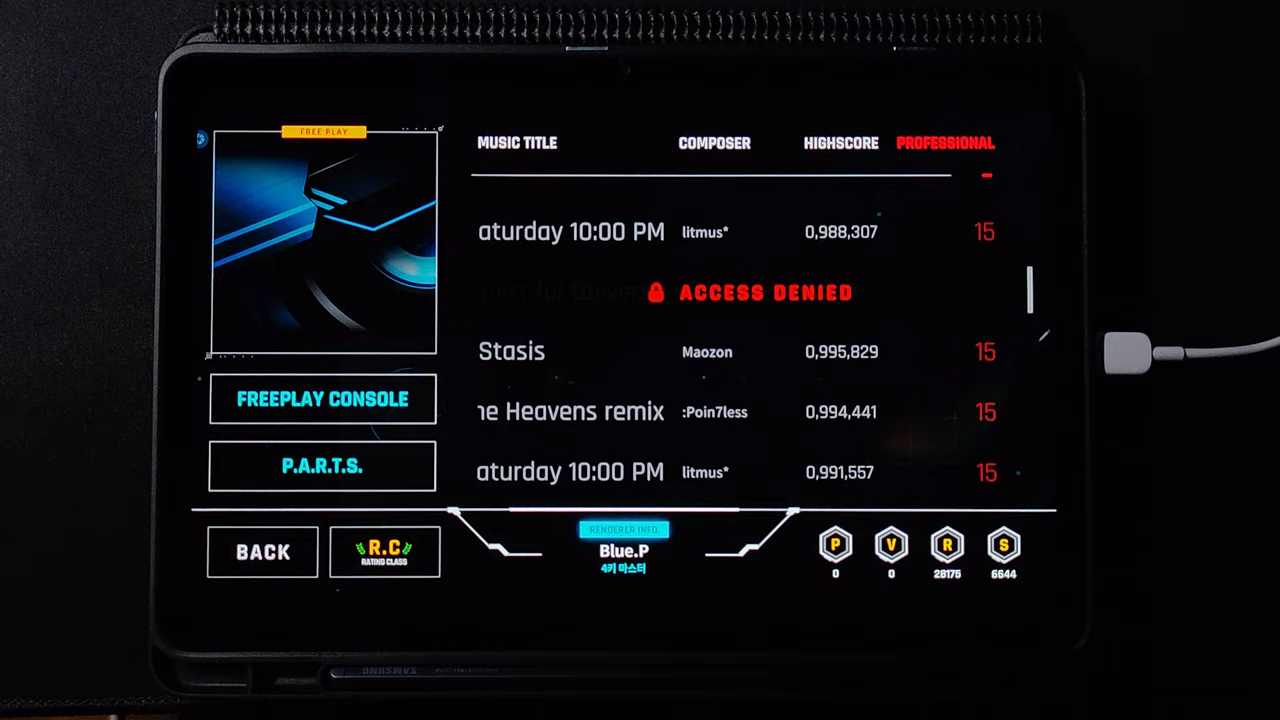 FREE PLAY
MUSIC TITLE COMPOSER HIGHSCORE PROFESSIONAL
aturday 10:00 PM litmus* 0,988,307 15
ACCESS DENIED
Stasis Maozon 0,995,829 15
FREEPLAY CONSOLE
ne Heavens remix :Poin7less 0,994,441 15
P.A.R.T.S.
aturday 10:00 PM litmus* 0,991,557 15
BACK
R.C
RATING CLASS
RENDERER INFO.
Blue.P
4키 마스터
P V R S
0 0 28175 6644
SAMSUNG